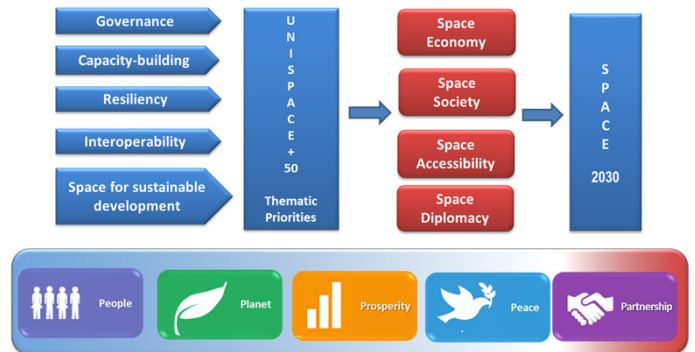 Governance
Capacity-building
Resiliency
Interoperability
Space for sustainable
development
U
N
I
S
P
A
C
E
+
50
Thematic
Priorities
Space
Economy
Space
Society
Space
Accessibility
Space
Diplomacy
S
P
A
C
E
2030
People
Planet
Prosperity
Peace
Partnership